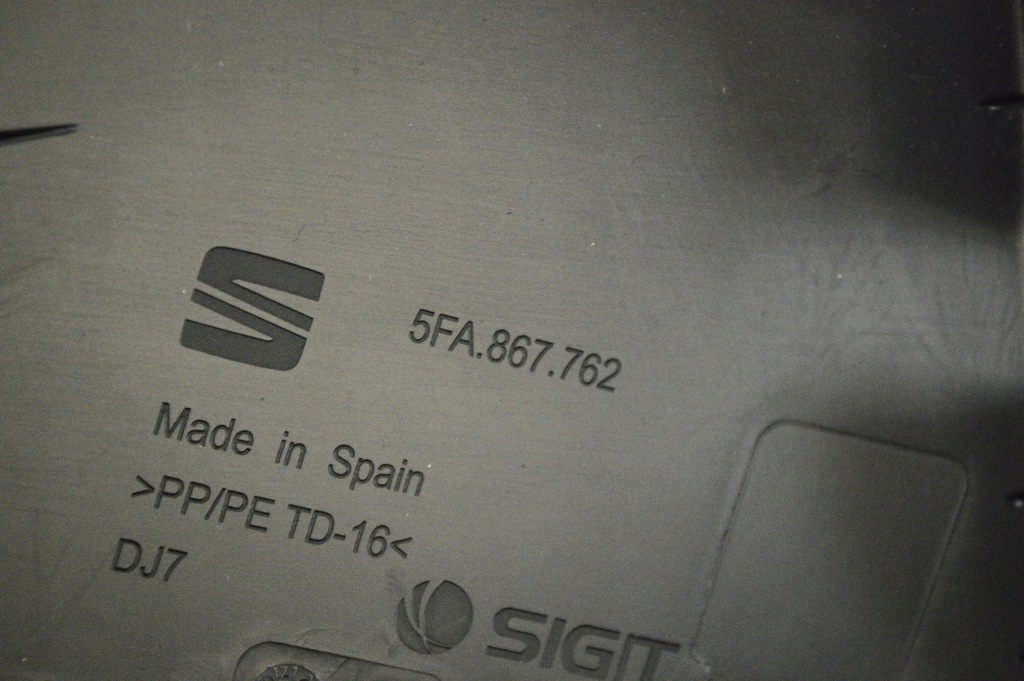 5FA.867.762
Made in Spain
>PP/PE TD-16<
DJ7
SIGIT